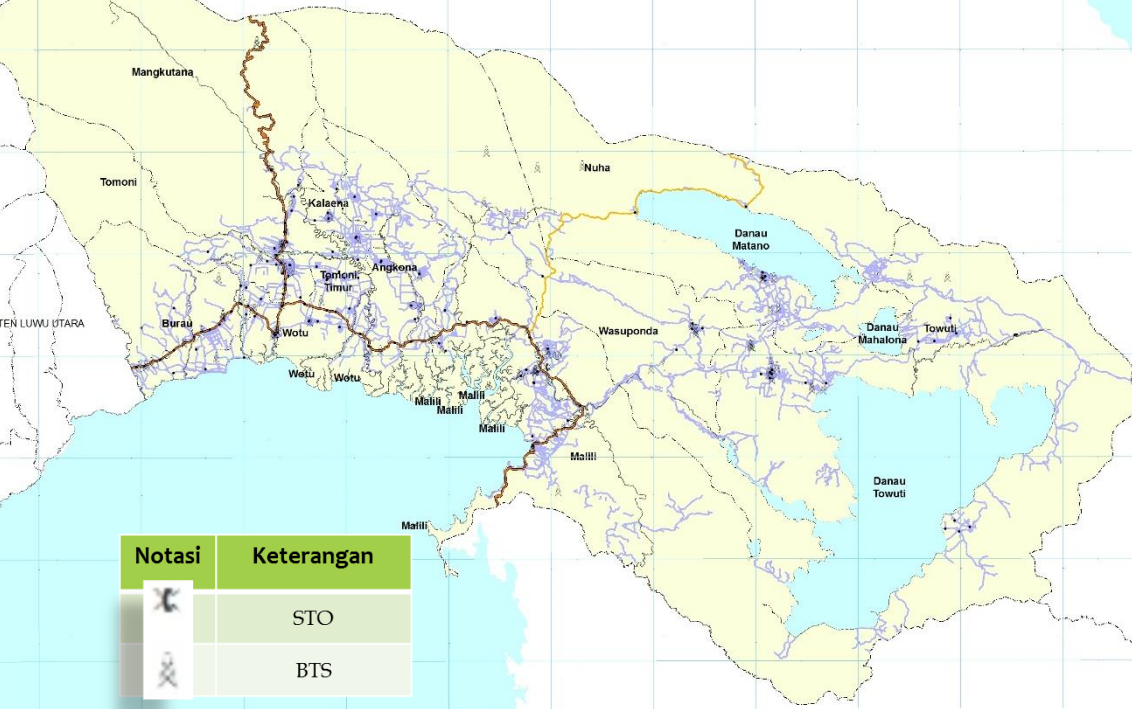 Mangkutana
Nuha
Tomoni
Kalaena
Danau
Matano
Angkona
Tomoni
Timur
TEN LUWU UTARA
Burau
Wotu
Wasuponda
Danau
Mahalona
Towuti
Wotu
Wotu
Malili
Malili
Malili
Malili
Malili
Danau
Towuti
Malili
Notasi Keterangan
STO
BTS